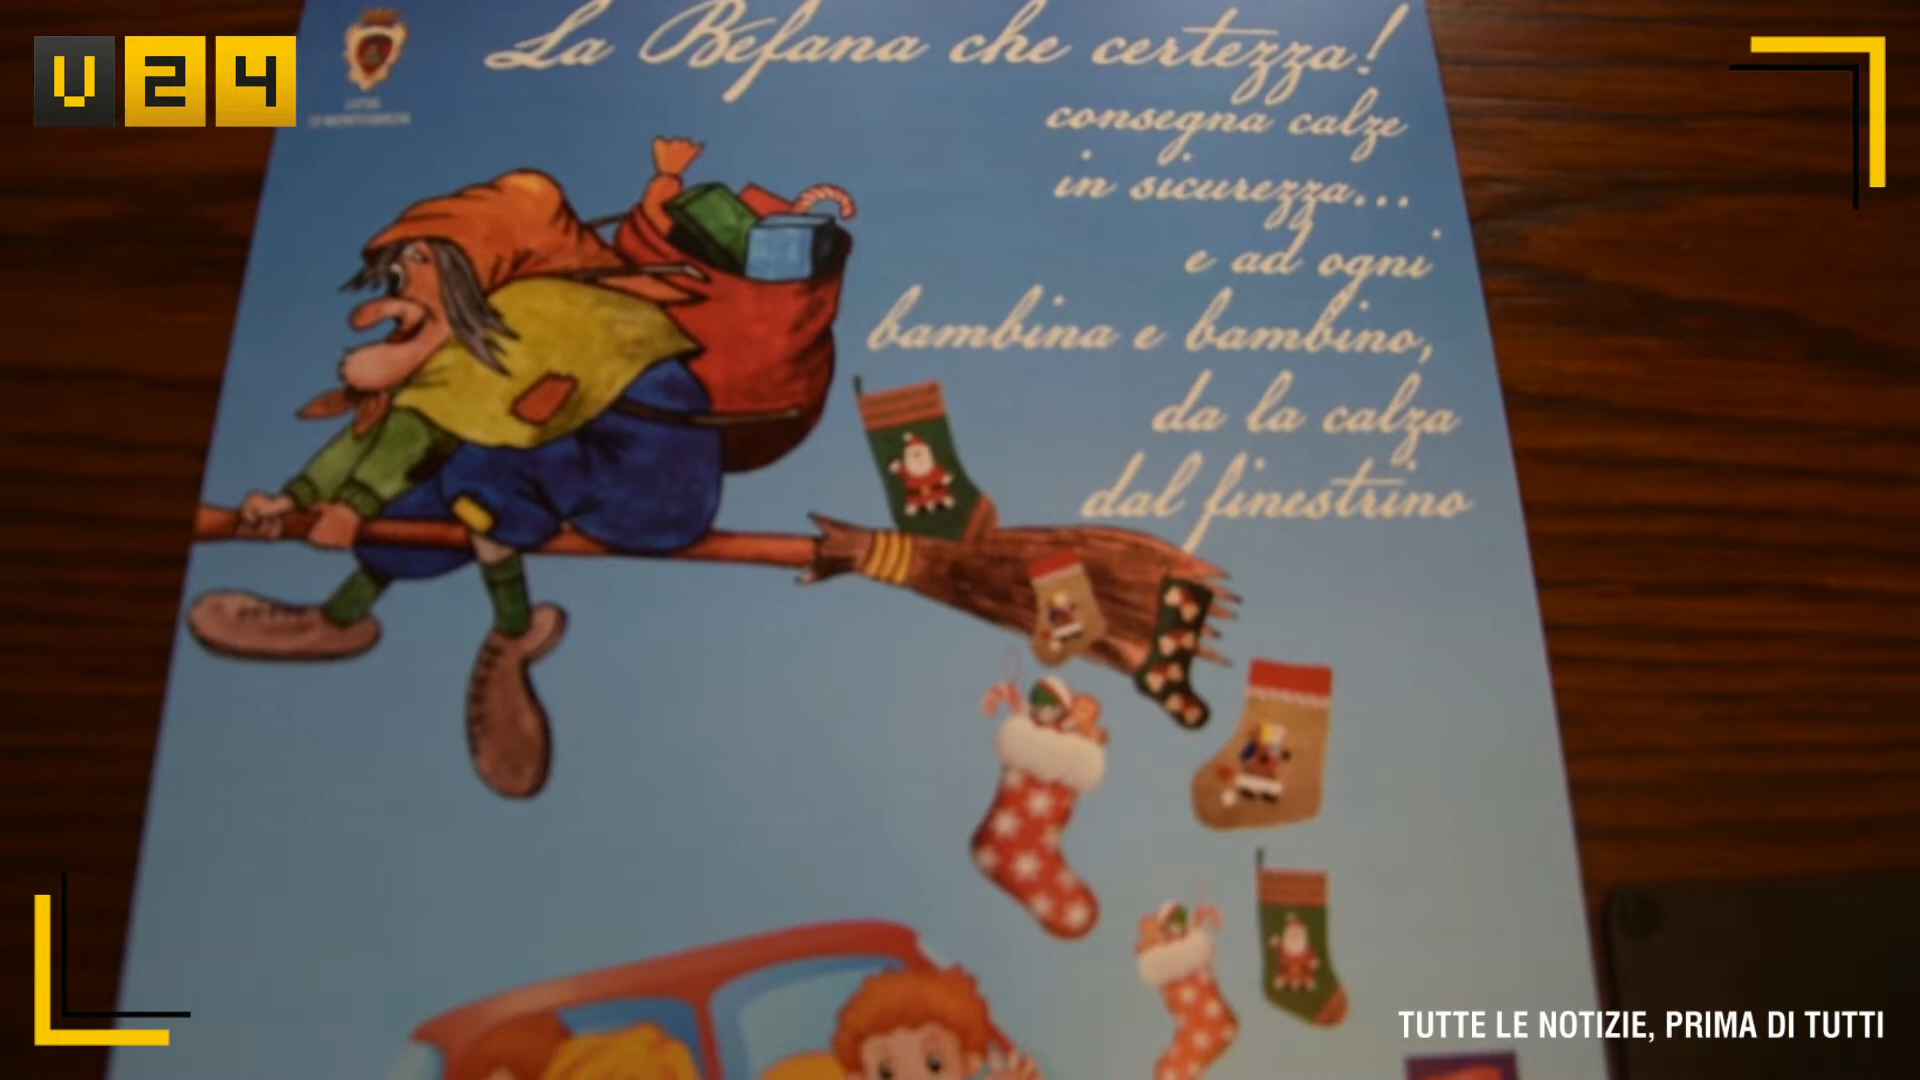 V24
La Befana che certezza!
consegna calze
in sicurezza...
e ad ogni
bambina e bambino,
da la calza
dal finestrino
TUTTE LE NOTIZIE, PRIMA DI TUTTI